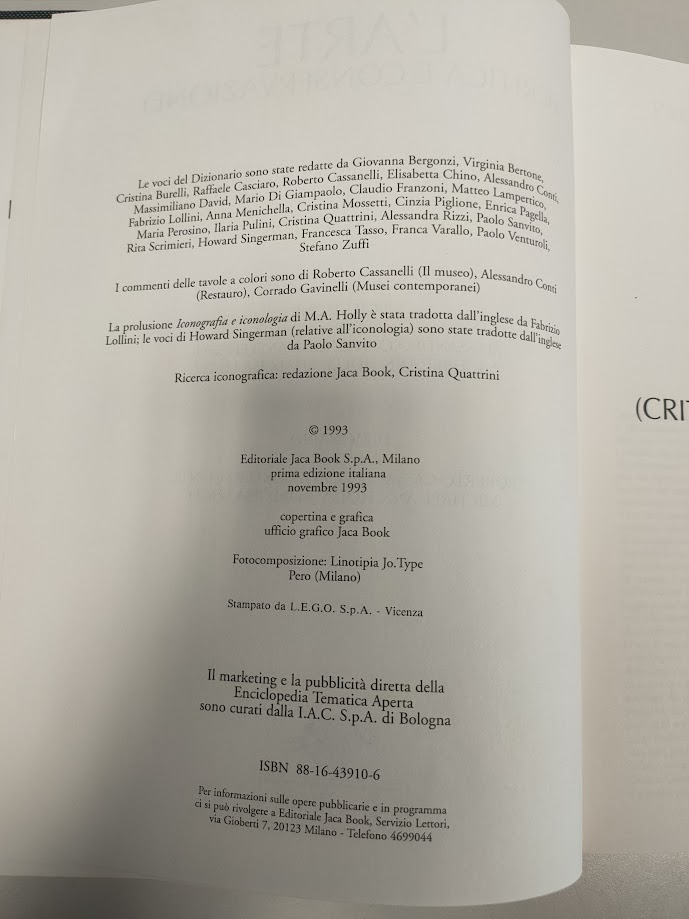 Le voci del Dizionario sono state redatte da Giovanna Bergonzi, Virginia Bertone,
Cristina Burelli, Raffaele Casciaro, Roberto Cassanelli, Elisabetta Chino, Alessandro Conti,
Massimiliano David, Mario Di Giampaolo, Claudio Franzoni, Matteo Lampertico,
Fabrizio Lollini, Anna Menichella, Cristina Mossetti, Cinzia Piglione, Enrica Pagella,
Maria Perosino, Ilaria Pulini, Cristina Quattrini, Alessandra Rizzi, Paolo Sanvito,
Rita Scrimieri, Howard Singerman, Francesca Tasso, Franca Varallo, Paolo Venturoli,
Stefano Zuffi
I commenti delle tavole a colori sono di Roberto Cassanelli (Il museo), Alessandro Conti
(Restauro), Corrado Gavinelli (Musei contemporanei)
La prolusione Iconografia e iconologia di M.A. Holly è stata tradotta dall'inglese da Fabrizio
Lollini; le voci di Howard Singerman (relative all'iconologia) sono state tradotte dall'inglese
da Paolo Sanvito
Ricerca iconografica: redazione Jaca Book, Cristina Quattrini
© 1993
Editoriale Jaca Book S.p.A., Milano
prima edizione italiana
novembre 1993
copertina e grafica
ufficio grafico Jaca Book
Fotocomposizione: Linotipia Jo.Type
Pero (Milano)
Stampato da L.E.G.O. S.p.A. - Vicenza
Il marketing e la pubblicità diretta della
Enciclopedia Tematica Aperta
sono curati dalla I.A.C. S.p.A. di Bologna
ISBN 88-16-43910-6
Per informazioni sulle opere pubblicarie e in programma
ci si può rivolgere a Editoriale Jaca Book, Servizio Lettori,
via Gioberti 7, 20123 Milano - Telefono 4699044
(CRI